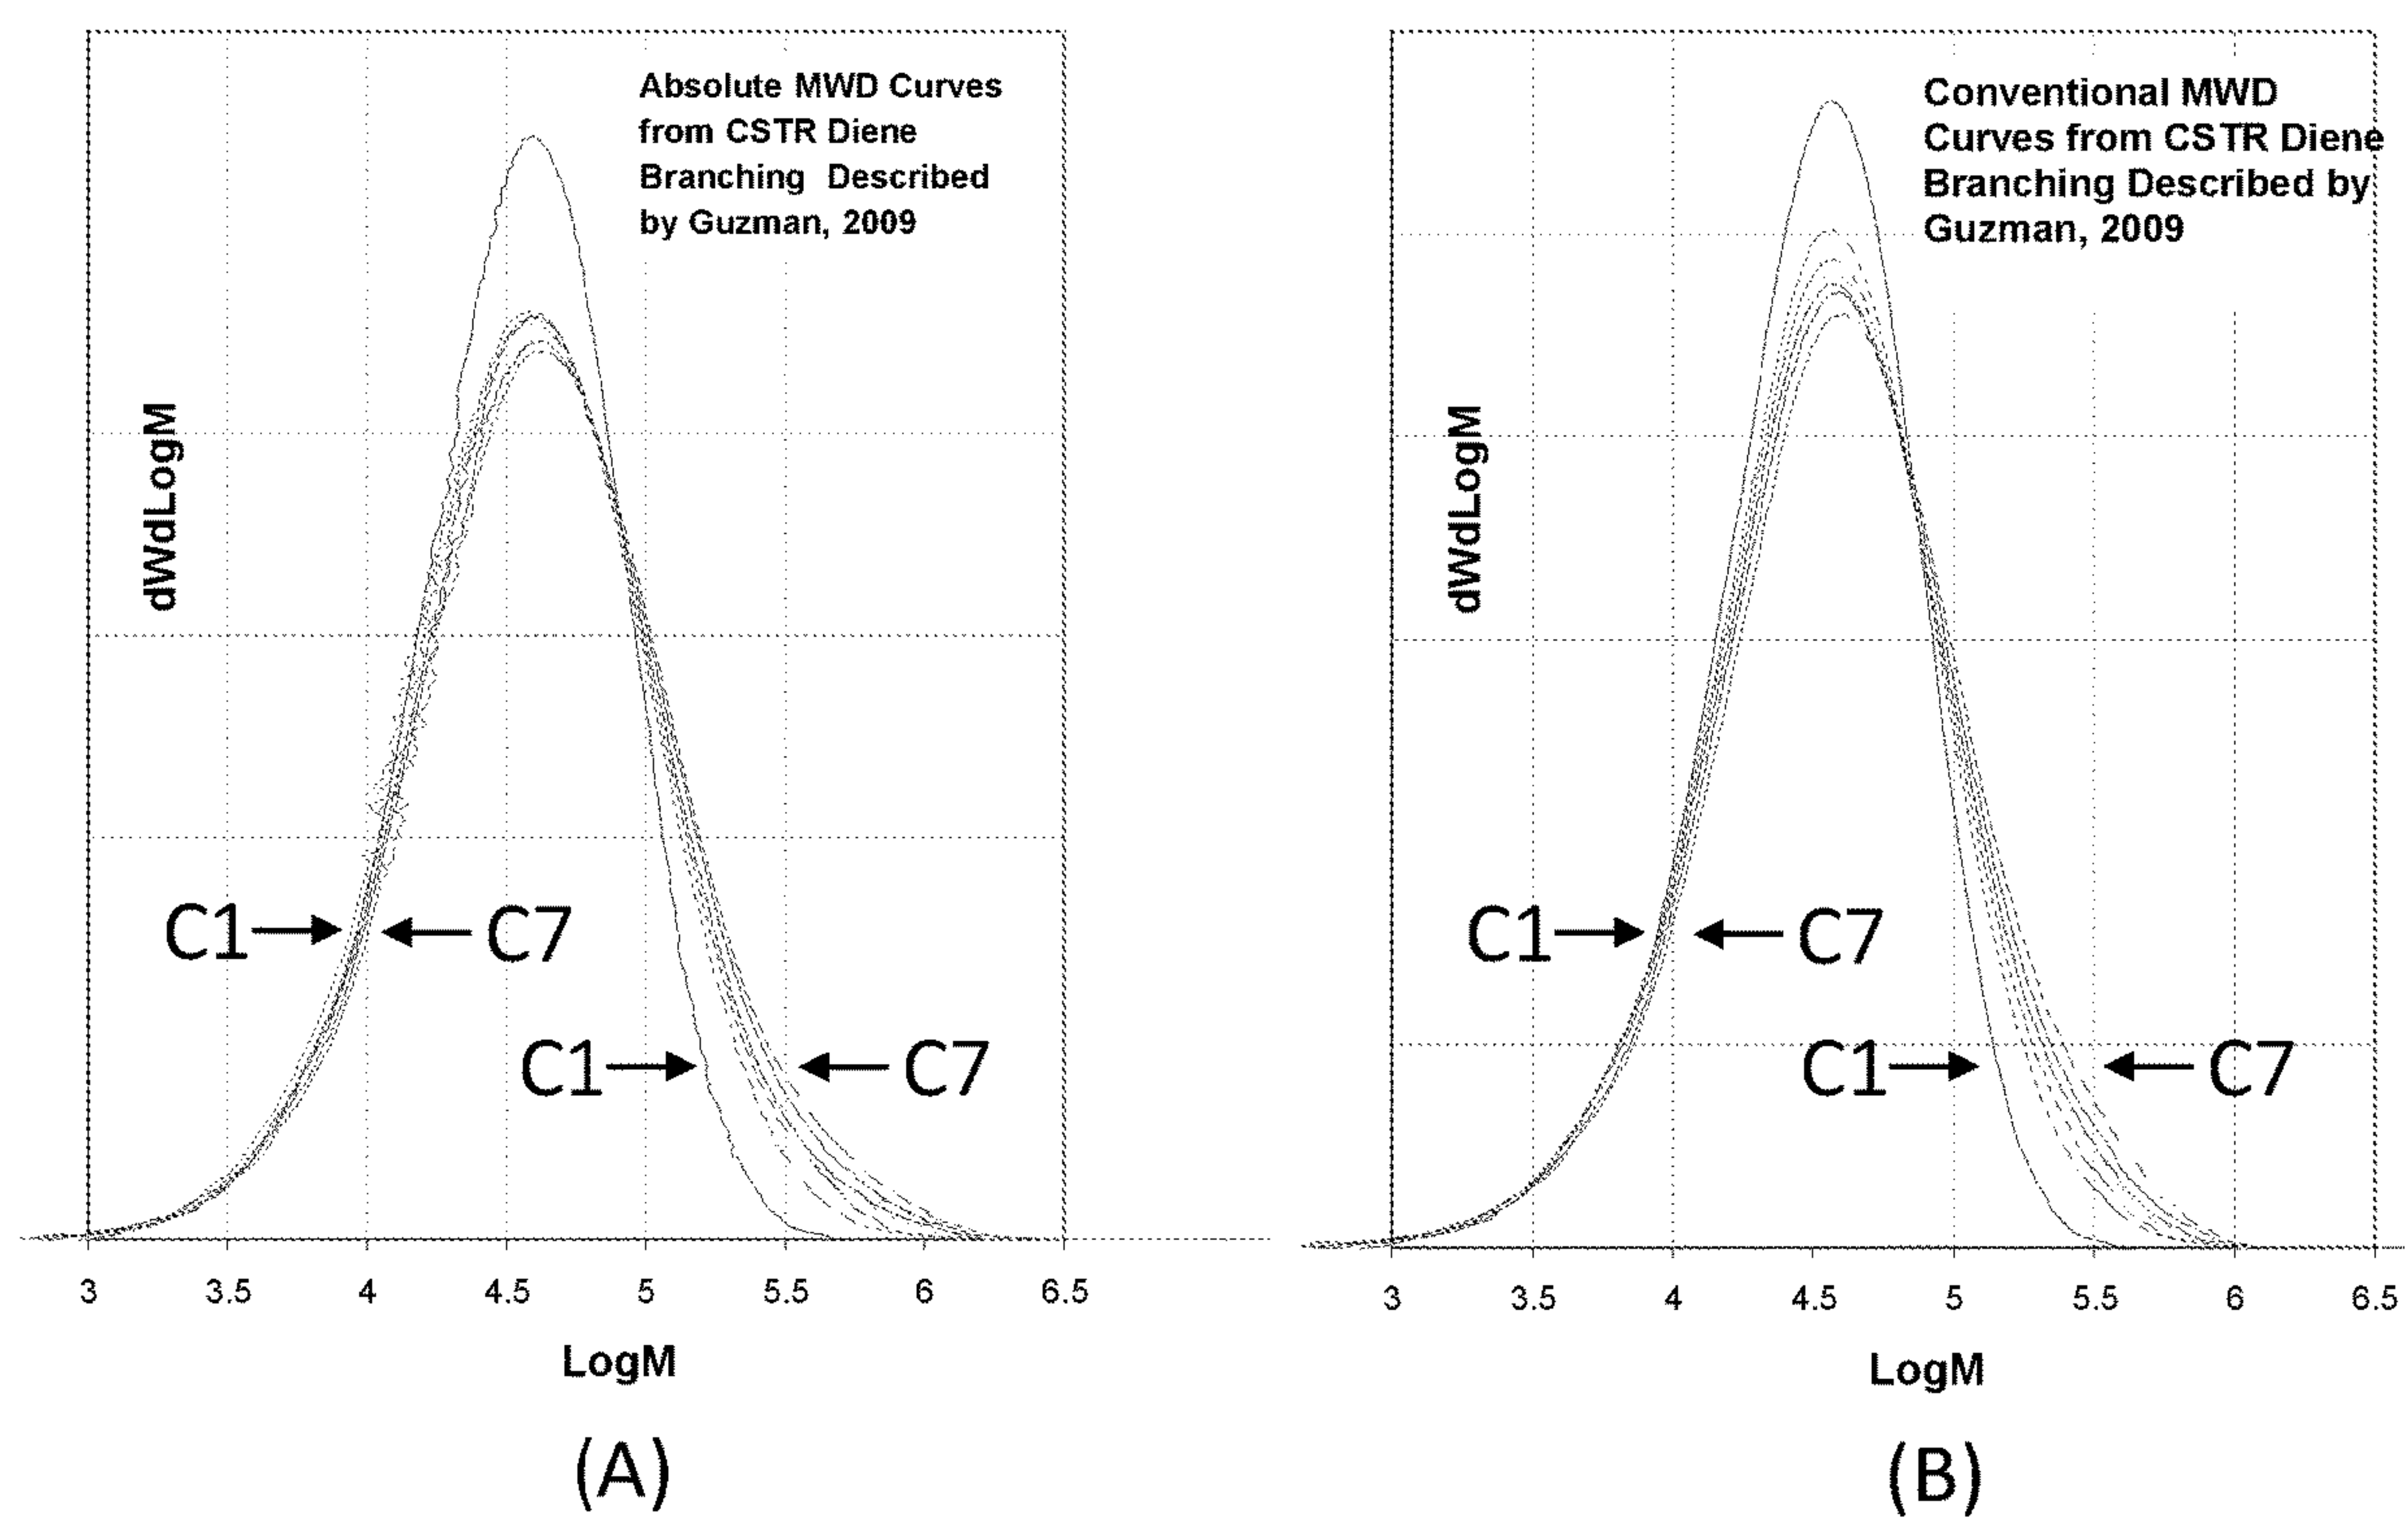 Absolute MWD Curves
from CSTR Diene
Branching Described
by Guzman, 2009
dWdLogM
C1
C7
C1
C7
3 3.5 4 4.5 5 5.5 6 6.5
LogM
(A)
Conventional MWD
Curves from CSTR Diene
Branching Described by
Guzman, 2009
dWdLogM
C1
C7
C1
C7
3 3.5 4 4.5 5 5.5 6 6.5
LogM
(B)